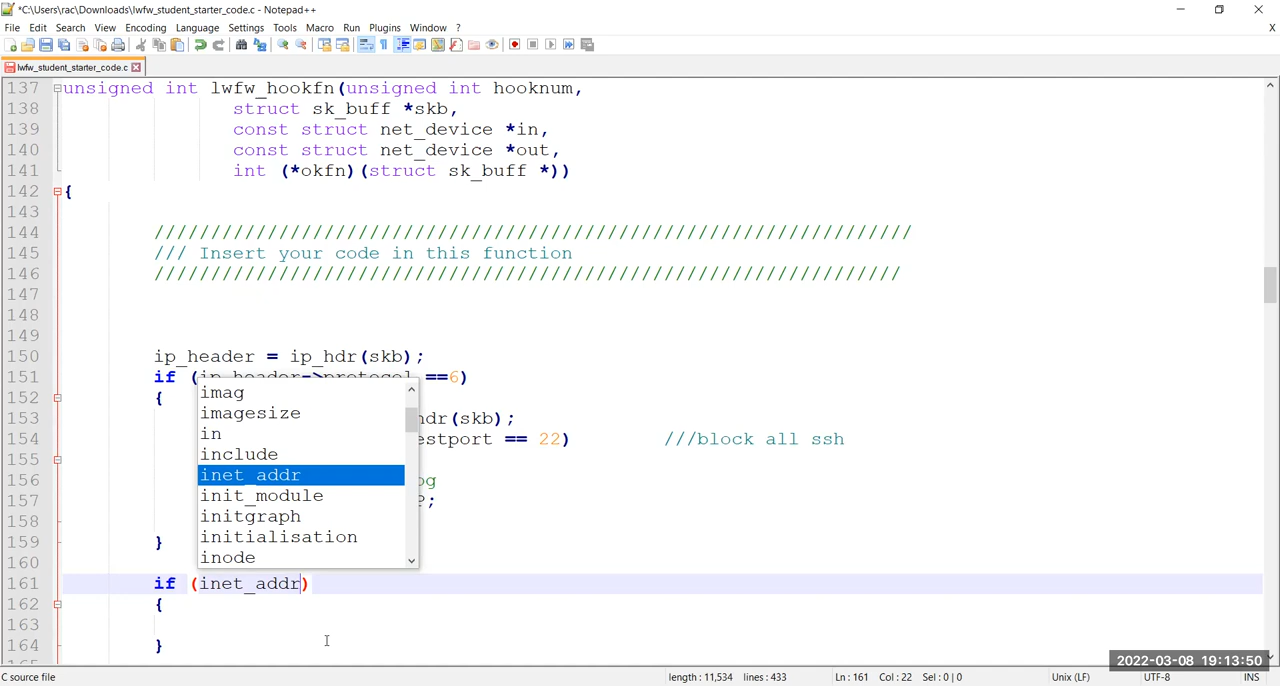 *C:\Users\rac\Downloads\lwfw_student_starter_code.c - Notepad++
File Edit Search View Encoding Language Settings Tools Macro Run Plugins Window ? X
lwfw_student_starter_code.c
137 unsigned int lwfw_hookfn(unsigned int hooknum,
138 struct sk_buff *skb,
139 const struct net_device *in,
140 const struct net_device *out,
141 int (*okfn)(struct sk_buff *))
142 {
143
144 ////////////////////////////////////////////////////////////////////
145 /// Insert your code in this function
146 ///////////////////////////////////////////////////////////////////
147
148
149
150 ip_header = ip_hdr(skb);
151 if (ip_header->protocol ==6)
152 {
153 hdr(skb);
154 estport == 22) ///block all ssh
155
156 og
157 ;
158
159 }
160
161 if (inet_addr)
162 {
163
164 }
imag
imagesize
in
include
inet_addr
init_module
initgraph
initialisation
inode
2022-03-08 19:13:50
C source file length : 11,534 lines : 433 Ln : 161 Col : 22 Sel : 0 | 0 Unix (LF) UTF-8 INS